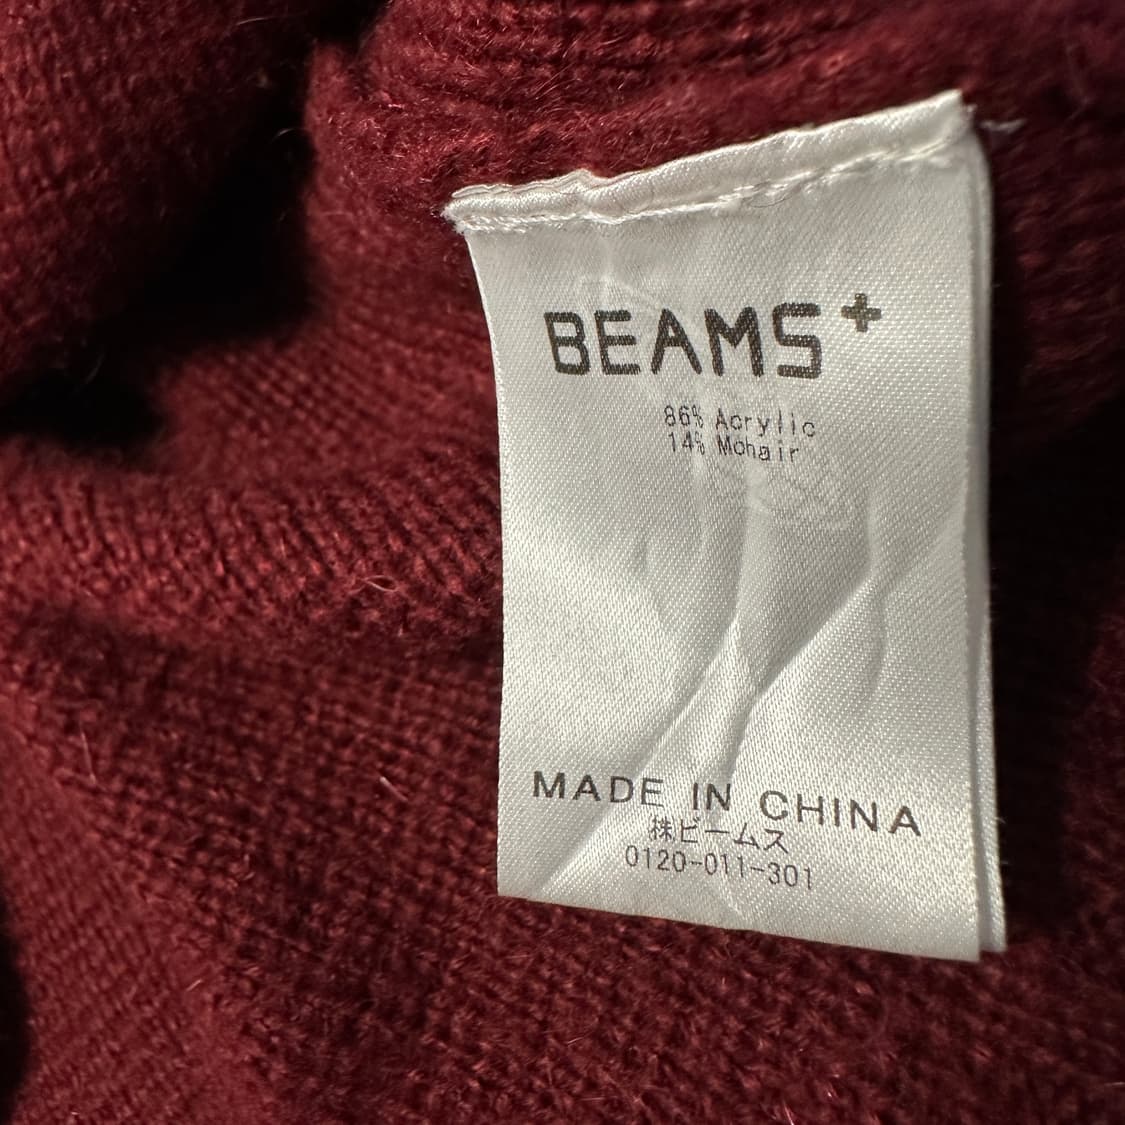 BEAMS+
86% Acrylic
14% Mohair
MADE IN CHINA
㈱ビームス
0120-011-301